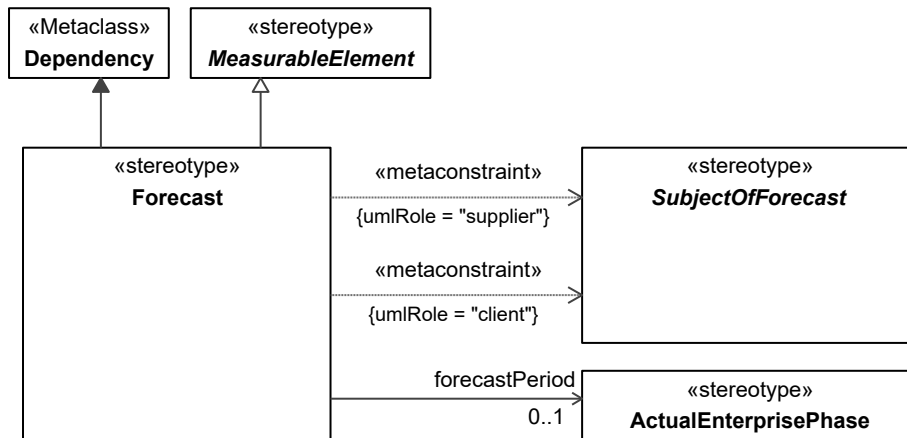 «Metaclass»
Dependency
«stereotype»
MeasurableElement
«stereotype»
Forecast
«metaconstraint»
{umlRole = "supplier"}
«metaconstraint»
{umlRole = "client"}
«stereotype»
SubjectOfForecast
forecastPeriod
0..1
«stereotype»
ActualEnterprisePhase